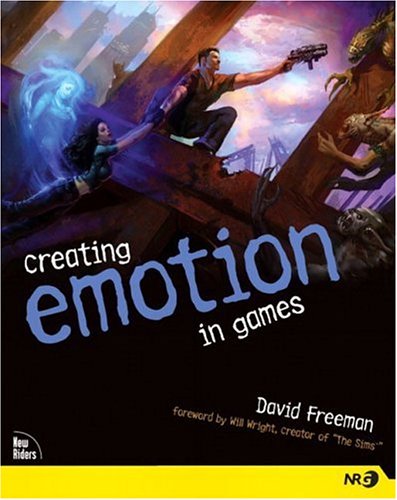 creating
emotion
in games
David Freeman
foreword by Will Wright, creator of "The Sims"
New
Riders
NRG